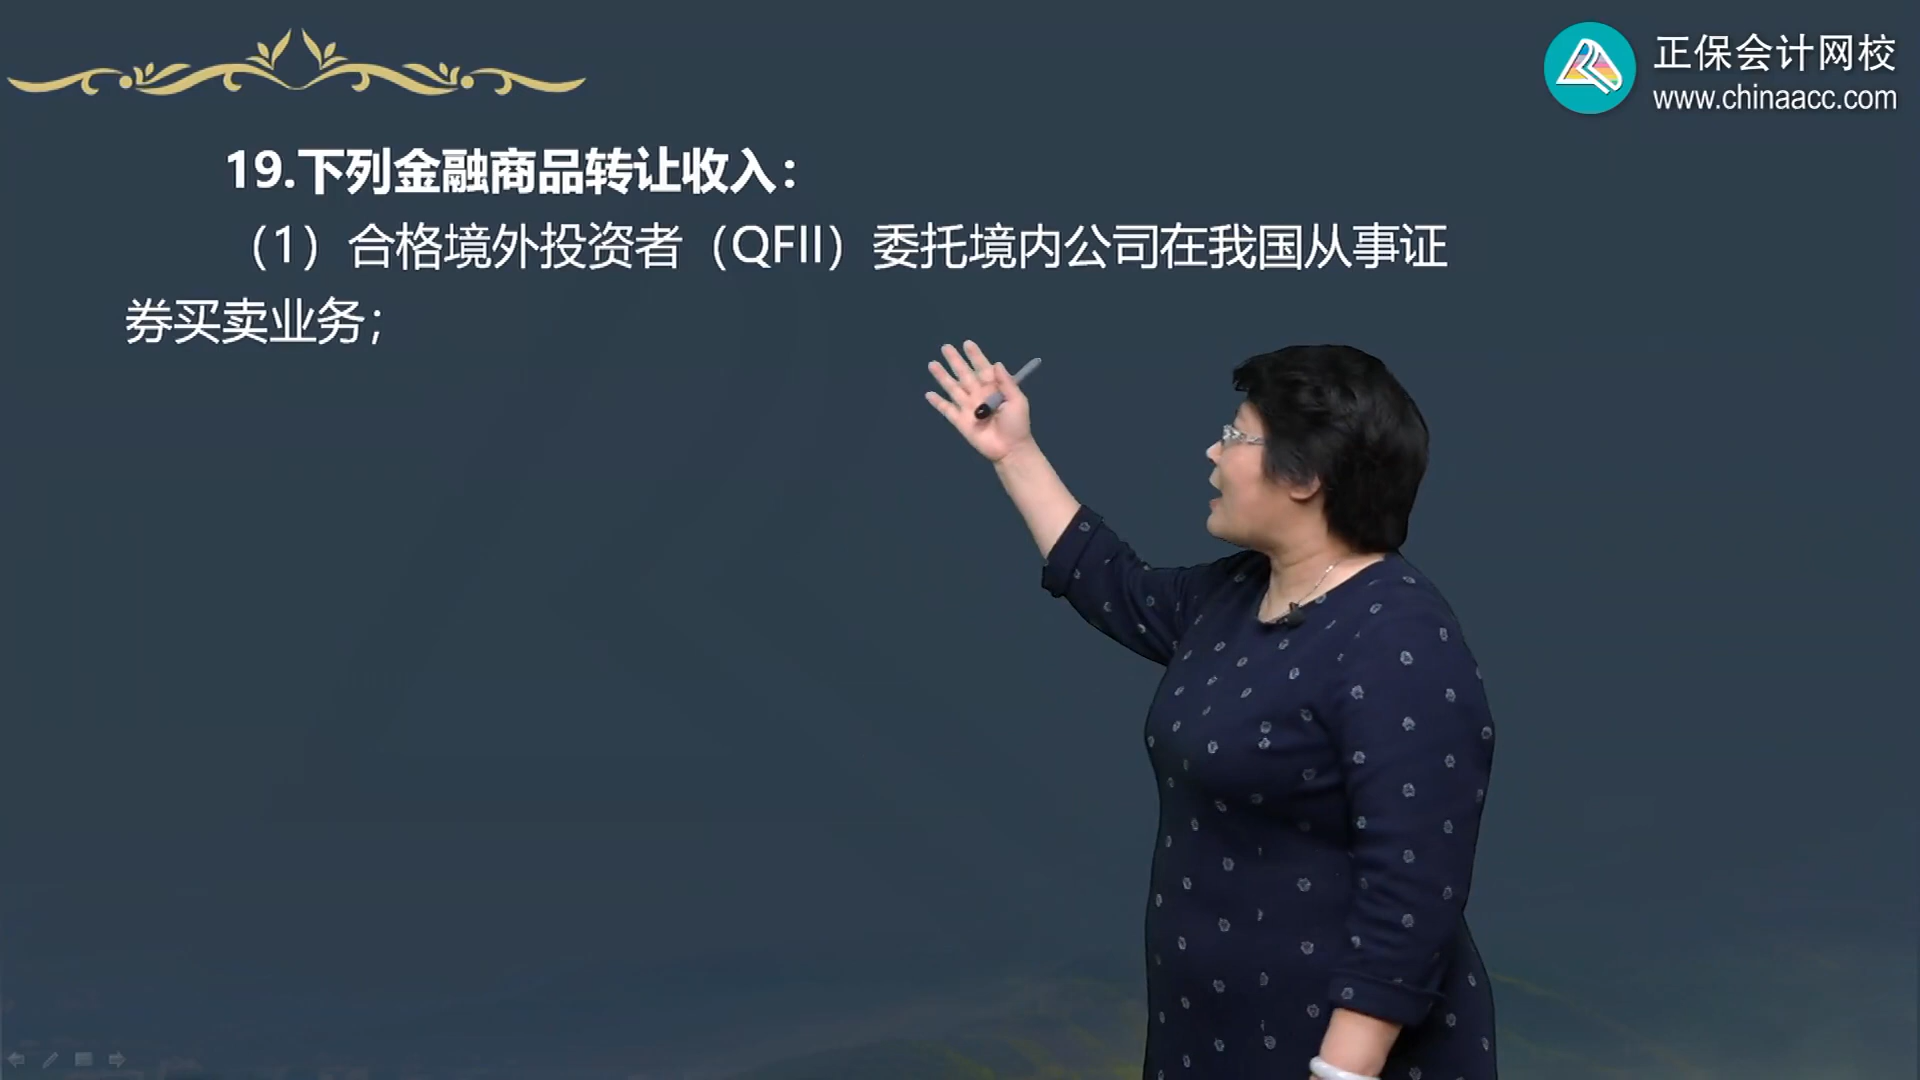 正保会计网校
www.chinaacc.com
19.下列金融商品转让收入：
（1）合格境外投资者（QFII）委托境内公司在我国从事证
券买卖业务；